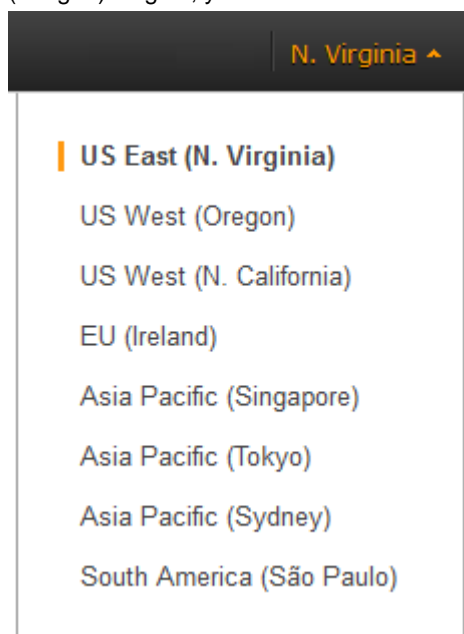 N. Virginia
US East (N. Virginia)
US West (Oregon)
US West (N. California)
EU (Ireland)
Asia Pacific (Singapore)
Asia Pacific (Tokyo)
Asia Pacific (Sydney)
South America (São Paulo)